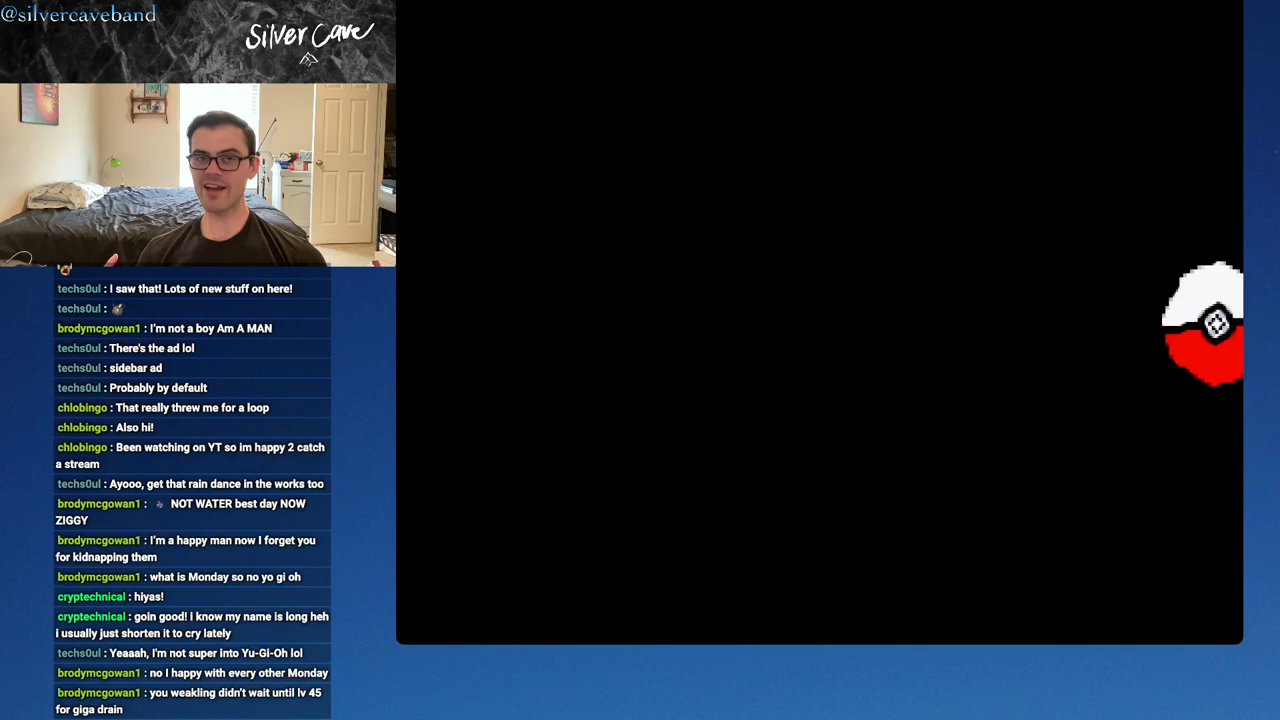 @silvercaveband
Silver Cave
techs0ul : I saw that! Lots of new stuff on here!
techs0ul :
brodymcgowan1 : I'm not a boy Am A MAN
techs0ul : There's the ad lol
techs0ul : sidebar ad
techs0ul : Probably by default
chlobingo : That really threw me for a loop
chlobingo : Also hi!
chlobingo : Been watching on YT so im happy 2 catch
a stream
techs0ul : Ayooo, get that rain dance in the works too
brodymcgowan1 : NOT WATER best day NOW
ZIGGY
brodymcgowan1 : I'm a happy man now I forget you
for kidnapping them
brodymcgowan1 : what is Monday so no yo gi oh
cryptechnical : hiyas!
cryptechnical : goin good! i know my name is long heh
i usually just shorten it to cry lately
techs0ul : Yeaaah, I'm not super into Yu-Gi-Oh lol
brodymcgowan1 : no I happy with every other Monday
brodymcgowan1 : you weakling didn't wait until lv 45
for giga drain